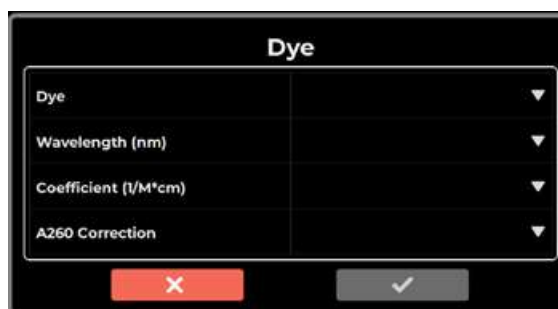 Dye
Dye
Wavelength (nm)
Coefficient (1/M*cm)
A260 Correction